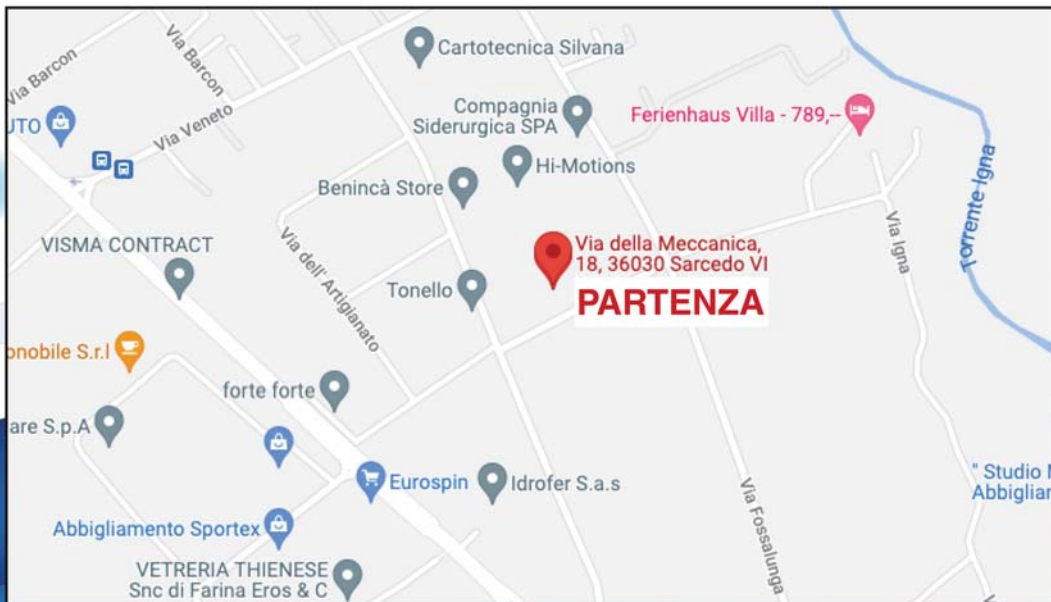 Via Barcon
Via Barcon
Cartotecnica Silvana
UTO
Via Veneto
Compagnia
Siderurgica SPA
Ferienhaus Villa - 789,--
Hi-Motions
Benincà Store
Torrente Igna
VISMA CONTRACT
Via dell' Artigianato
Via della Meccanica,
18, 36030 Sarcedo VI
PARTENZA
Via Igna
Tonello
onobile S.r.l
forte forte
are S.p.A
Eurospin
Idrofer S.a.s
" Studio
Abbigliar
Abbigliamento Sportex
Via Fossalunga
VETRERIA THIENESE
Snc di Farina Eros & C